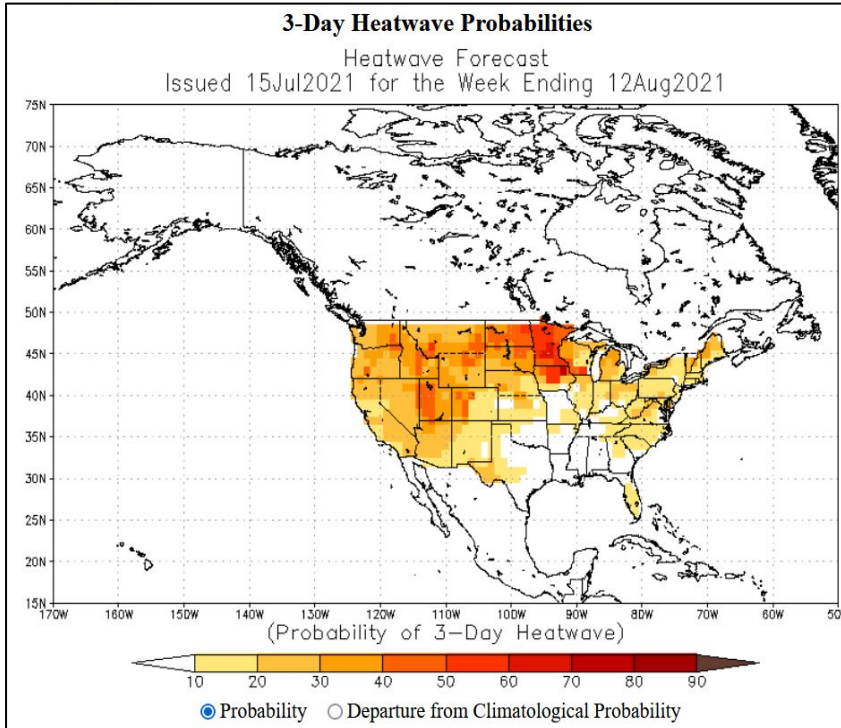 3-Day Heatwave Probabilities
Heatwave Forecast
Issued 15Jul2021 for the Week Ending 12Aug2021
75N
70N
65N
60N
55N
50N
45N
40N
35N
30N
25N
20N
15N
170W 160W 150W 140W 130W 120W 110W 100W 90W 80W 70W 60W 50
(Probability of 3-Day Heatwave)
10 20 30 40 50 60 70 80 90
Probability Departure from Climatological Probability